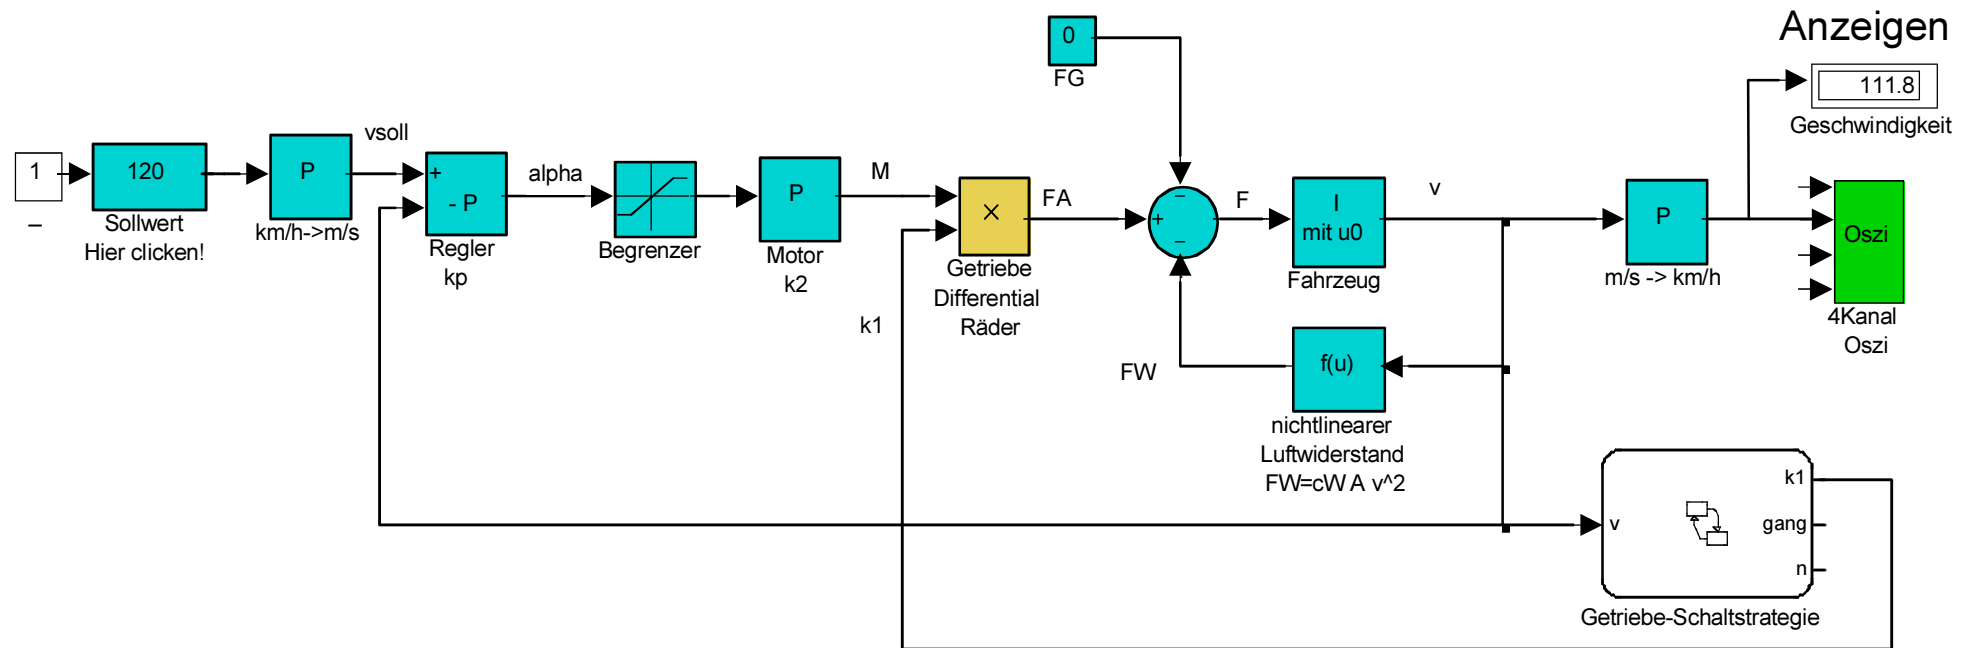 Anzeigen
0
FG
111.8
Geschwindigkeit
1
–
120
Sollwert
Hier clicken!
P
km/h->m/s
vsoll
+
- P
Regler
kp
alpha
Begrenzer
P
Motor
k2
M
k1
×
Getriebe
Differential
Räder
FA
−
+
−
F
I
mit u0
Fahrzeug
v
P
m/s -> km/h
Oszi
4Kanal
Oszi
FW
f(u)
nichtlinearer
Luftwiderstand
FW=cW A v^2
v
k1
gang
n
Getriebe-Schaltstrategie